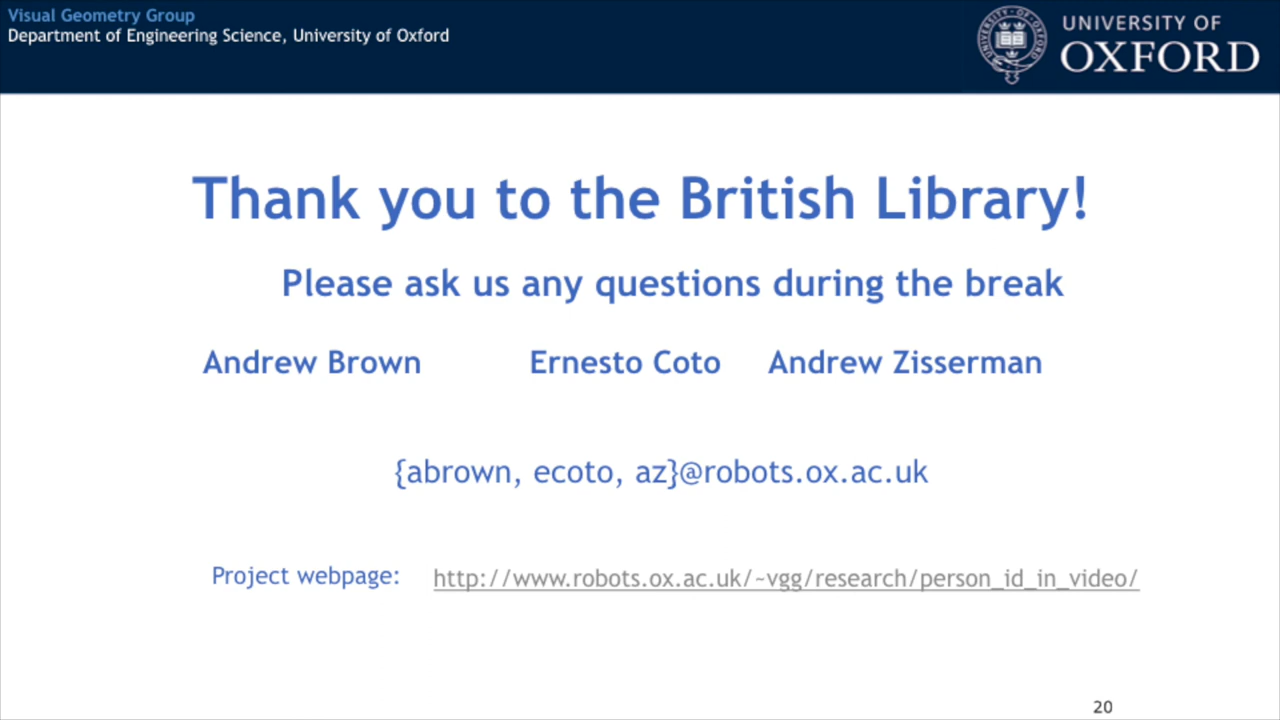 Visual Geometry Group
Department of Engineering Science, University of Oxford
UNIVERSITY OF
OXFORD
Thank you to the British Library!
Please ask us any questions during the break
Andrew Brown Ernesto Coto Andrew Zisserman
{abrown, ecoto, az}@robots.ox.ac.uk
Project webpage: http://www.robots.ox.ac.uk/~vgg/research/person_id_in_video/
20